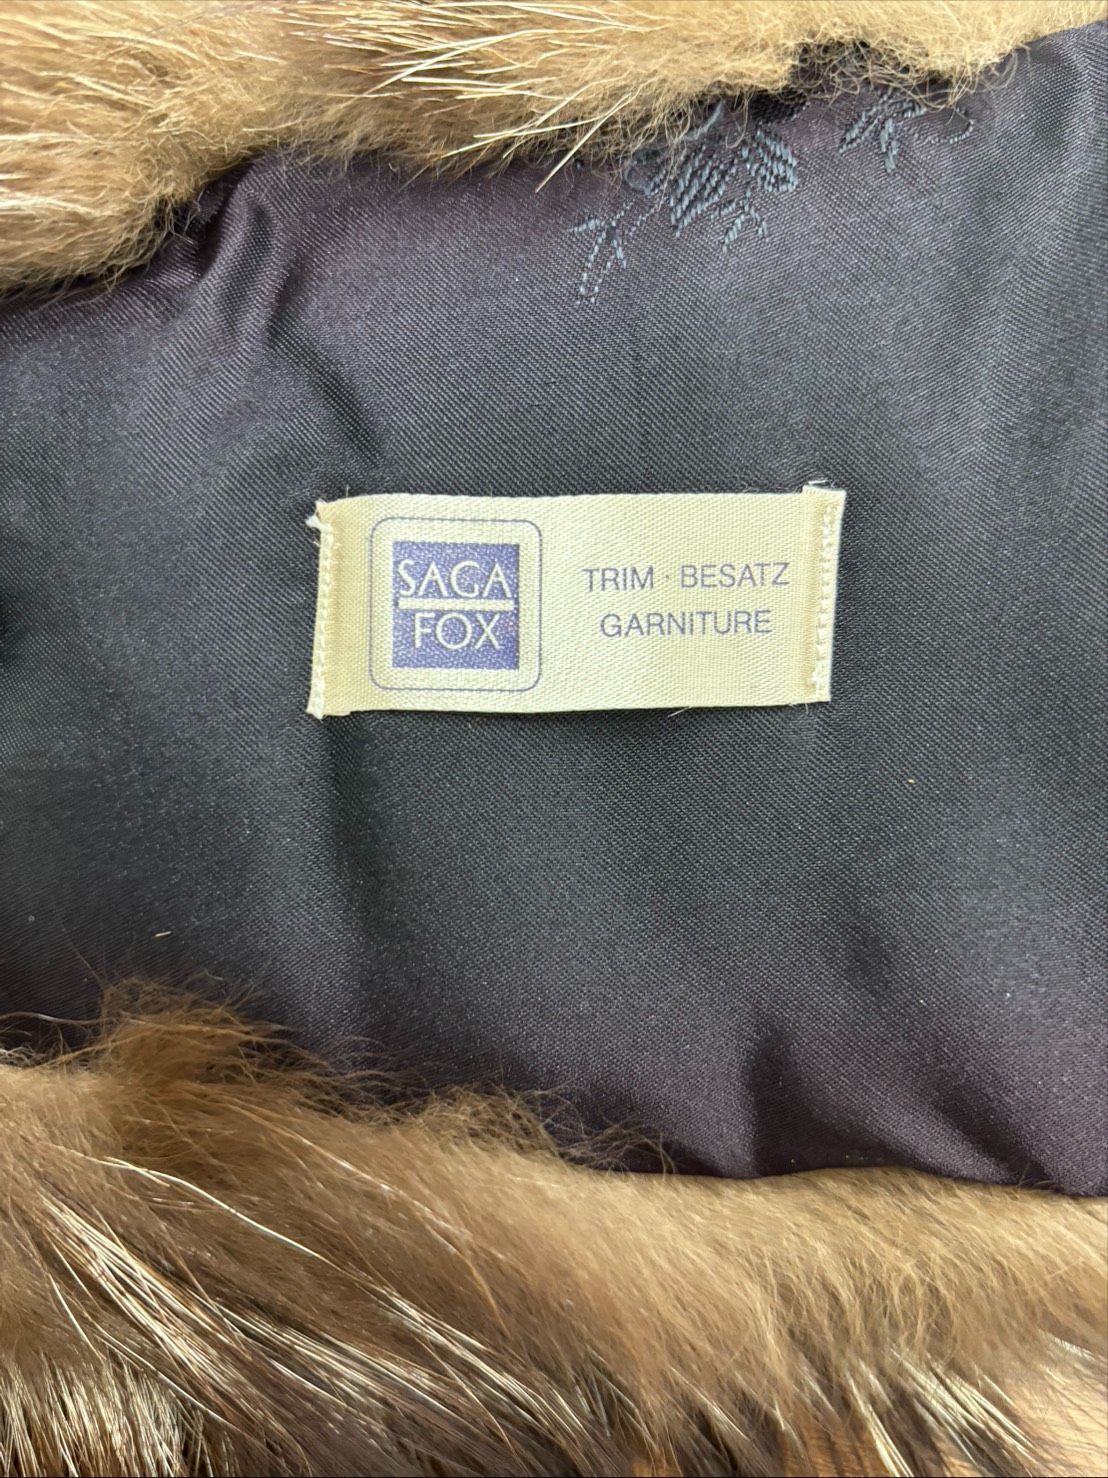 SAGA
FOX
TRIM · BESATZ
GARNITURE